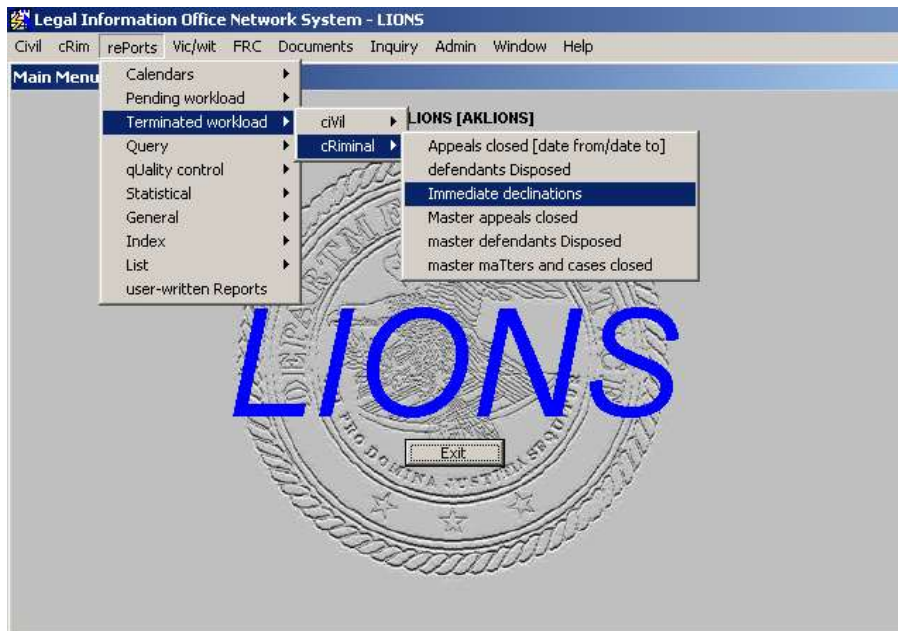 Legal Information Office Network System - LIONS
Civil cRim rePorts Vic/wit FRC Documents Inquiry Admin Window Help
Main Menu
Calendars
Pending workload
Terminated workload
Query
qUality control
Statistical
General
Index
List
user-written Reports
ciVil
cRiminal
LIONS [AKLIONS]
Appeals closed [date from/date to]
defendants Disposed
Immediate declinations
Master appeals closed
master defendants Disposed
master maTters and cases closed
LIONS
Exit
PRO DOMINA JUSTITIA SEQUITUR